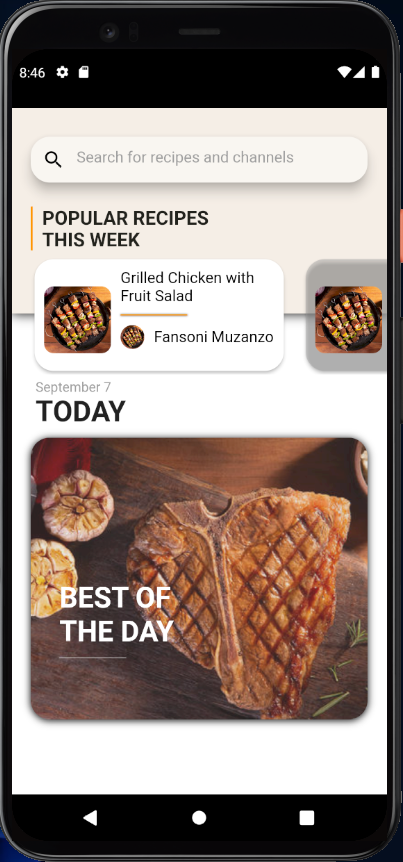 8:46
Search for recipes and channels
POPULAR RECIPES
THIS WEEK
Grilled Chicken with
Fruit Salad
Fansoni Muzanzo
September 7
TODAY
BEST OF
THE DAY